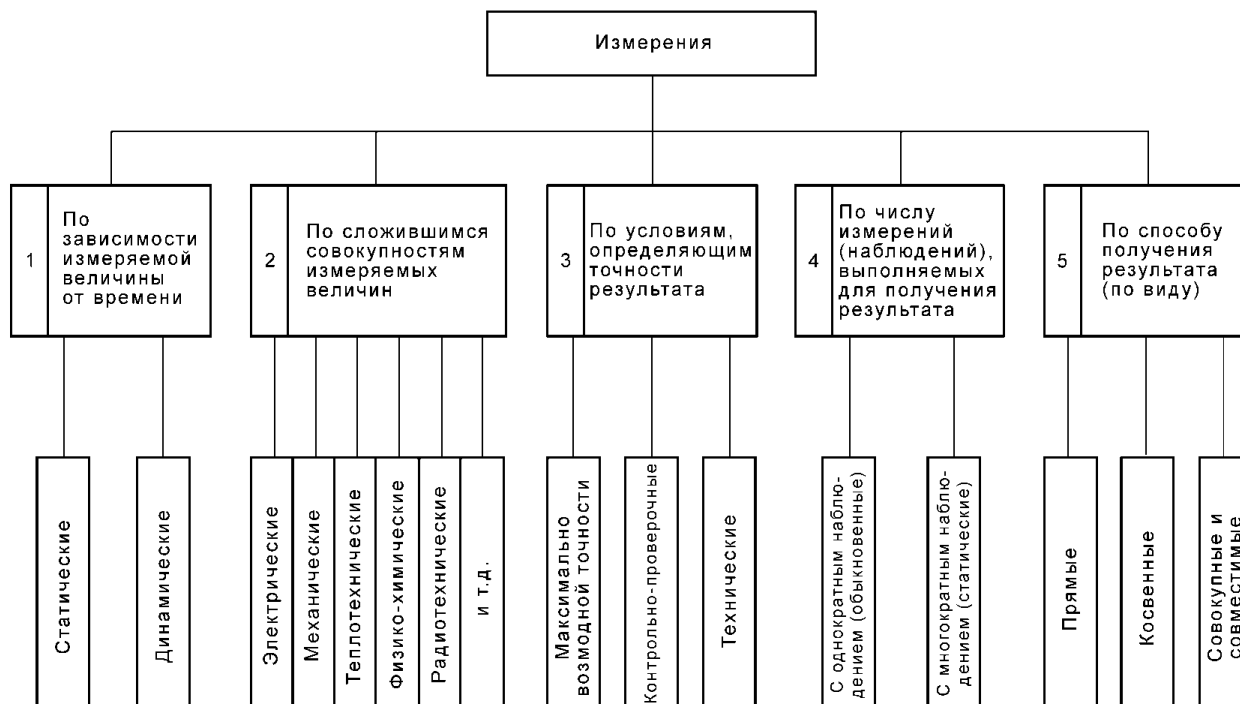 Измерения
1
По
зависимости
измеряемой
величины
от времени
2
По сложившимся
совокупностям
измеряемых
величин
3
По условиям,
определяющим
точности
результата
4
По числу
измерений
(наблюдений),
выполняемых
для получения
результата
5
По способу
получения
результата
(по виду)
Статические
Динамические
Электрические
Механические
Теплотехнические
Физико-химические
Радиотехнические
и т.д.
Максимально
возмодной точности
Контрольно-проверочные
Технические
С однократным наблю-
дением (обыкновенные)
С многократным наблю-
дением (статические)
Прямые
Косвенные
Совокупные и
совместимые